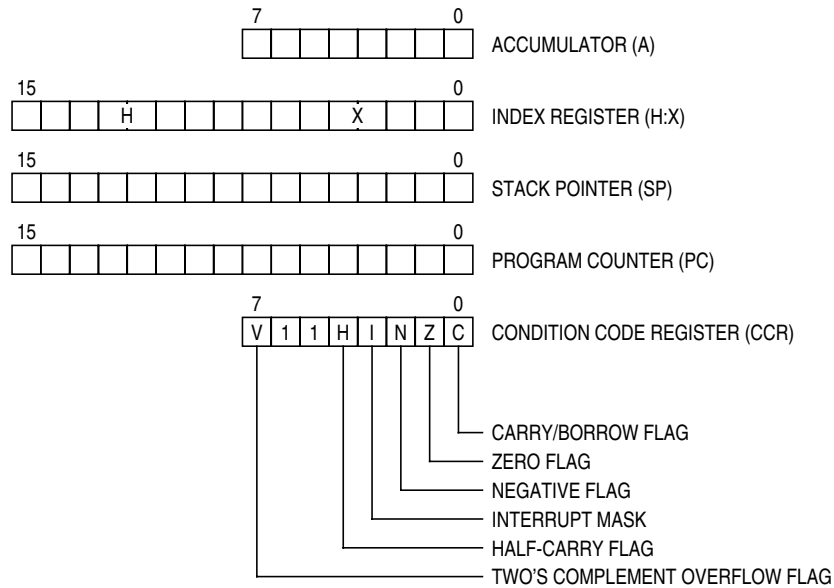 7 0
ACCUMULATOR (A)
15 0
H X INDEX REGISTER (H:X)
15 0
STACK POINTER (SP)
15 0
PROGRAM COUNTER (PC)
7 0
V 1 1 H I N Z C CONDITION CODE REGISTER (CCR)
CARRY/BORROW FLAG
ZERO FLAG
NEGATIVE FLAG
INTERRUPT MASK
HALF-CARRY FLAG
TWO'S COMPLEMENT OVERFLOW FLAG